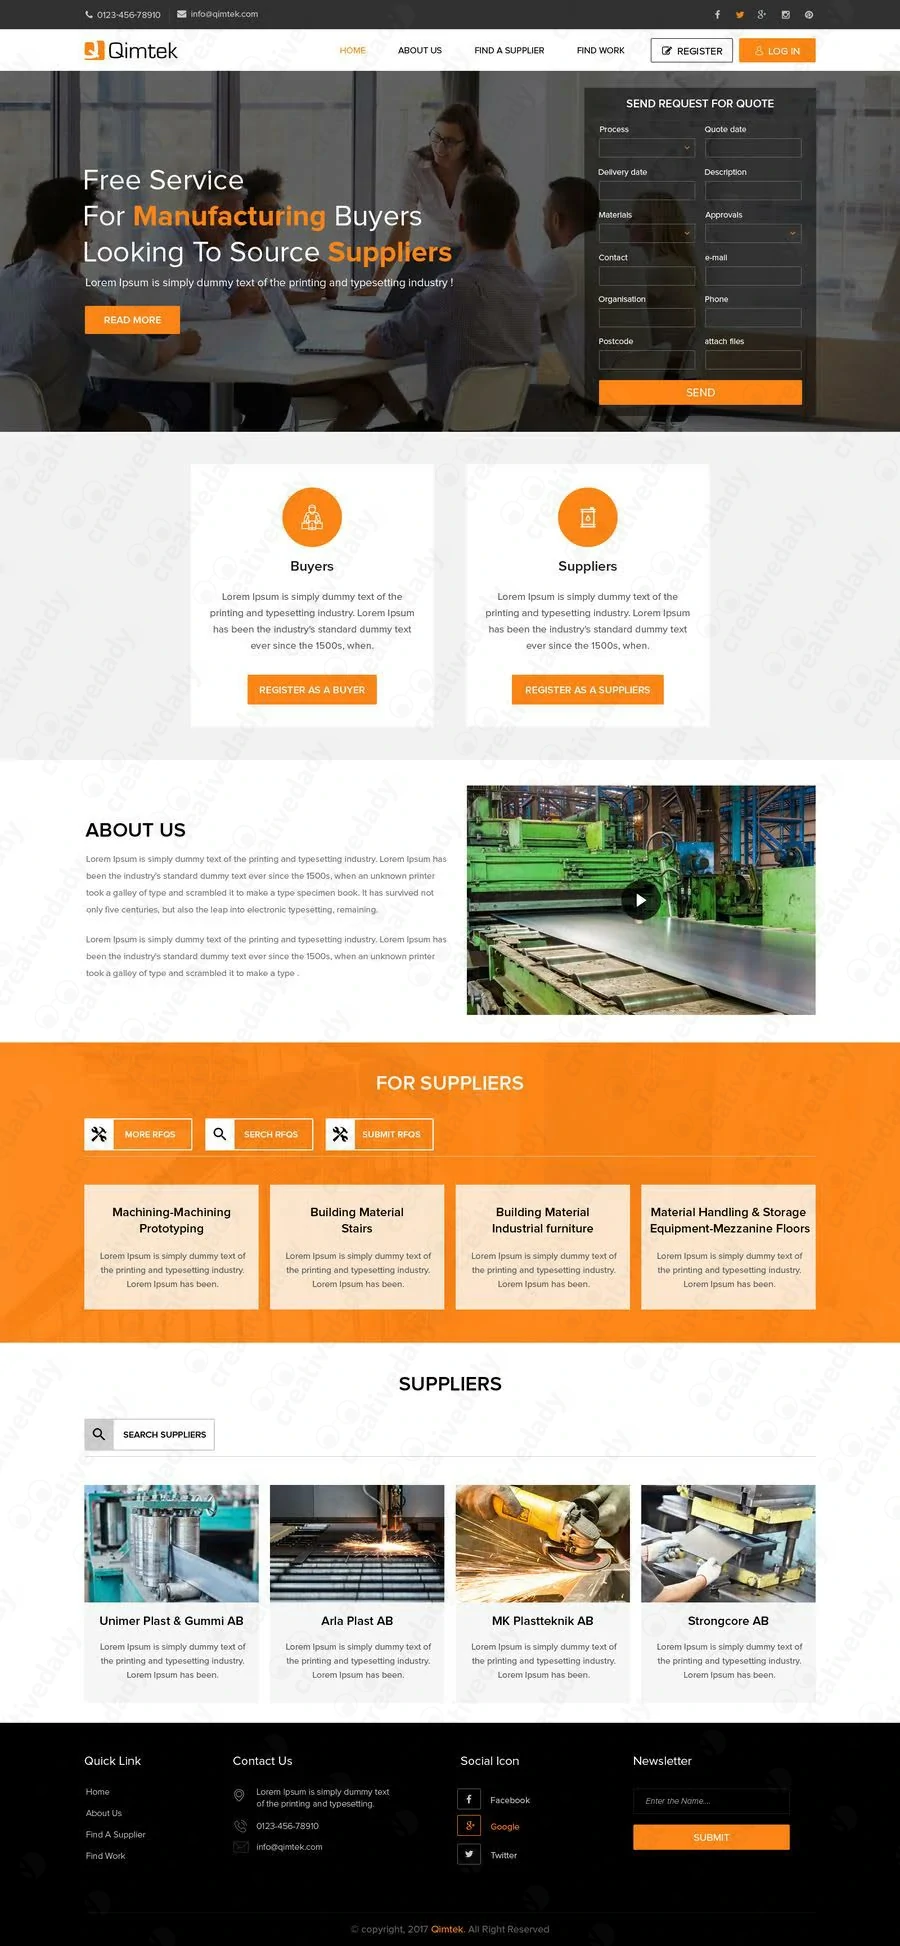 0123-456-78910
info@qimtek.com
Qimtek
HOME
ABOUT US
FIND A SUPPLIER
FIND WORK
REGISTER
LOG IN
Free Service
For Manufacturing Buyers
Looking To Source Suppliers
Lorem Ipsum is simply dummy text of the printing and typesetting industry !
READ MORE
SEND REQUEST FOR QUOTE
Process
Quote date
Delivery date
Description
Materials
Approvals
Contact
e-mail
Organisation
Phone
Postcode
attach files
SEND
Buyers
Lorem Ipsum is simply dummy text of the
printing and typesetting industry. Lorem Ipsum
has been the industry's standard dummy text
ever since the 1500s, when.
REGISTER AS A BUYER
Suppliers
Lorem Ipsum is simply dummy text of the
printing and typesetting industry. Lorem Ipsum
has been the industry's standard dummy text
ever since the 1500s, when.
REGISTER AS A SUPPLIERS
ABOUT US
Lorem Ipsum is simply dummy text of the printing and typesetting industry. Lorem Ipsum has
been the industry's standard dummy text ever since the 1500s, when an unknown printer
took a galley of type and scrambled it to make a type specimen book. It has survived not
only five centuries, but also the leap into electronic typesetting, remaining.
Lorem Ipsum is simply dummy text of the printing and typesetting industry. Lorem Ipsum has
been the industry's standard dummy text ever since the 1500s, when an unknown printer
took a galley of type and scrambled it to make a type .
FOR SUPPLIERS
MORE RFQS
SERCH RFQS
SUBMIT RFQS
Machining-Machining
Prototyping
Lorem Ipsum is simply dummy text of
the printing and typesetting industry.
Lorem Ipsum has been.
Building Material
Stairs
Lorem Ipsum is simply dummy text of
the printing and typesetting industry.
Lorem Ipsum has been.
Building Material
Industrial furniture
Lorem Ipsum is simply dummy text of
the printing and typesetting industry.
Lorem Ipsum has been.
Material Handling & Storage
Equipment-Mezzanine Floors
Lorem Ipsum is simply dummy text of
the printing and typesetting industry.
Lorem Ipsum has been.
SUPPLIERS
SEARCH SUPPLIERS
Unimer Plast & Gummi AB
Lorem Ipsum is simply dummy text of
the printing and typesetting industry.
Lorem Ipsum has been.
Arla Plast AB
Lorem Ipsum is simply dummy text of
the printing and typesetting industry.
Lorem Ipsum has been.
MK Plastteknik AB
Lorem Ipsum is simply dummy text of
the printing and typesetting industry.
Lorem Ipsum has been.
Strongcore AB
Lorem Ipsum is simply dummy text of
the printing and typesetting industry.
Lorem Ipsum has been.
Quick Link
Home
About Us
Find A Supplier
Find Work
Contact Us
Lorem Ipsum is simply dummy text
of the printing and typesetting.
0123-456-78910
info@qimtek.com
Social Icon
Facebook
Google
Twitter
Newsletter
Enter the Name....
SUBMIT
© copyright, 2017 Qimtek. All Right Reserved
creativedady